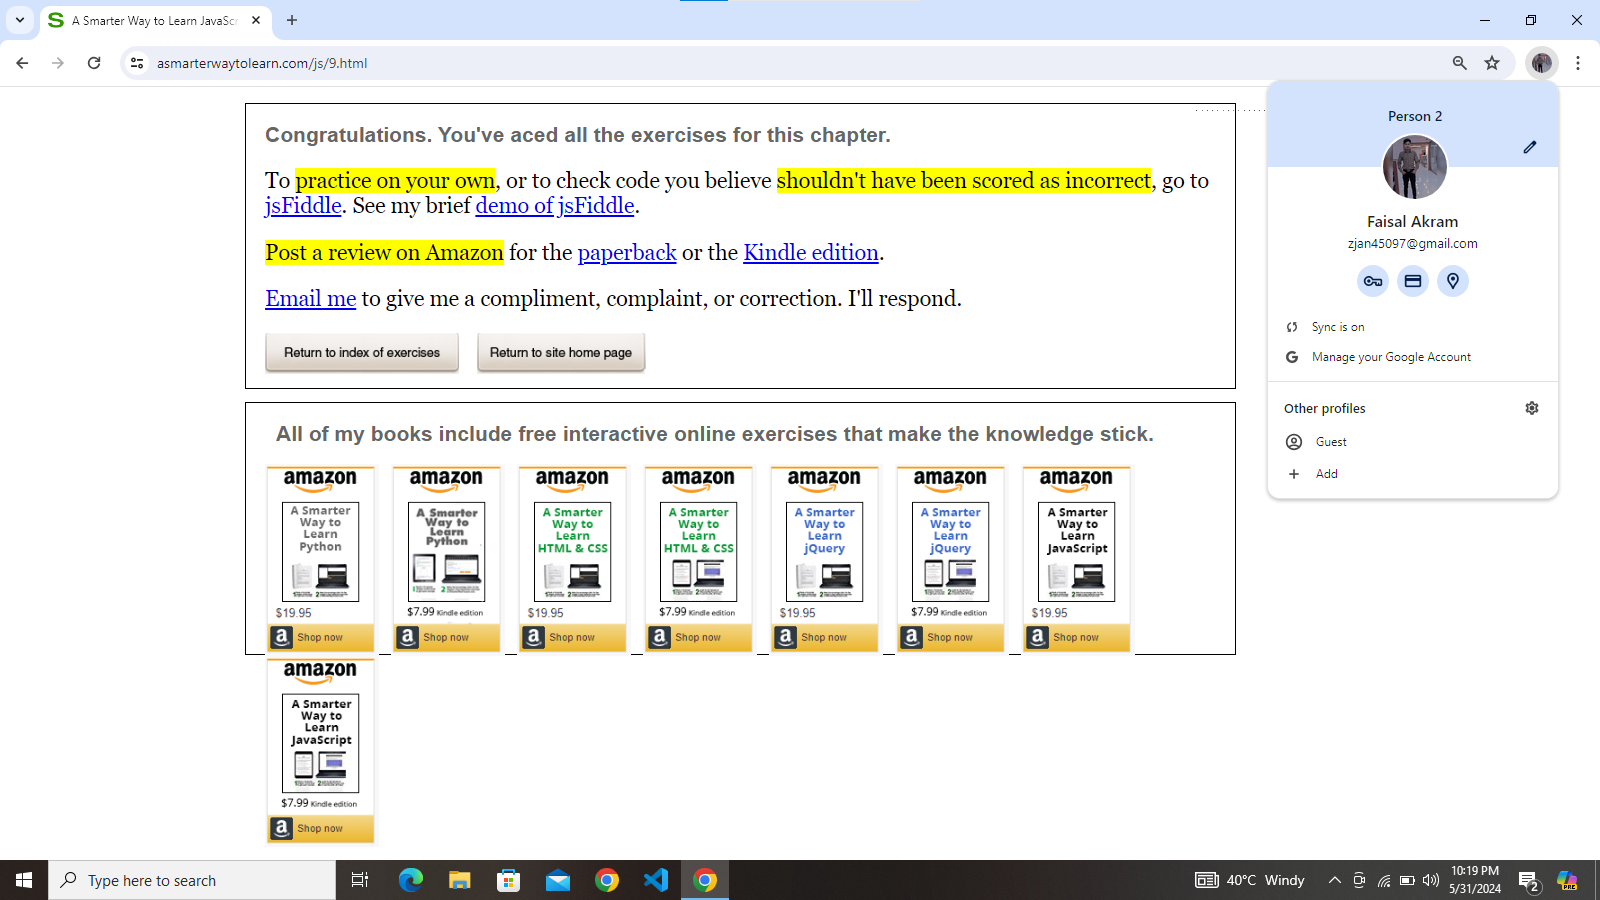 A Smarter Way to Learn JavaScr
asmarterwaytolearn.com/js/9.html
Congratulations. You've aced all the exercises for this chapter.
To practice on your own, or to check code you believe shouldn't have been scored as incorrect, go to
jsFiddle. See my brief demo of jsFiddle.
Post a review on Amazon for the paperback or the Kindle edition.
Email me to give me a compliment, complaint, or correction. I'll respond.
Return to index of exercises
Return to site home page
Person 2
Faisal Akram
zjan45097@gmail.com
Sync is on
Manage your Google Account
Other profiles
Guest
Add
All of my books include free interactive online exercises that make the knowledge stick.
amazon
A Smarter
Way to
Learn
Python
$19.95
Shop now
amazon
A Smarter
Way to
Learn
Python
$7.99 Kindle edition
Shop now
amazon
A Smarter
Way to
Learn
HTML & CSS
$19.95
Shop now
amazon
A Smarter
Way to
Learn
HTML & CSS
$7.99 Kindle edition
Shop now
amazon
A Smarter
Way to
Learn
jQuery
$19.95
Shop now
amazon
A Smarter
Way to
Learn
jQuery
$7.99 Kindle edition
Shop now
amazon
A Smarter
Way to
Learn
JavaScript
$19.95
Shop now
amazon
A Smarter
Way to
Learn
JavaScript
$7.99 Kindle edition
Shop now
Type here to search
40°C Windy
10:19 PM
5/31/2024
2
PRE